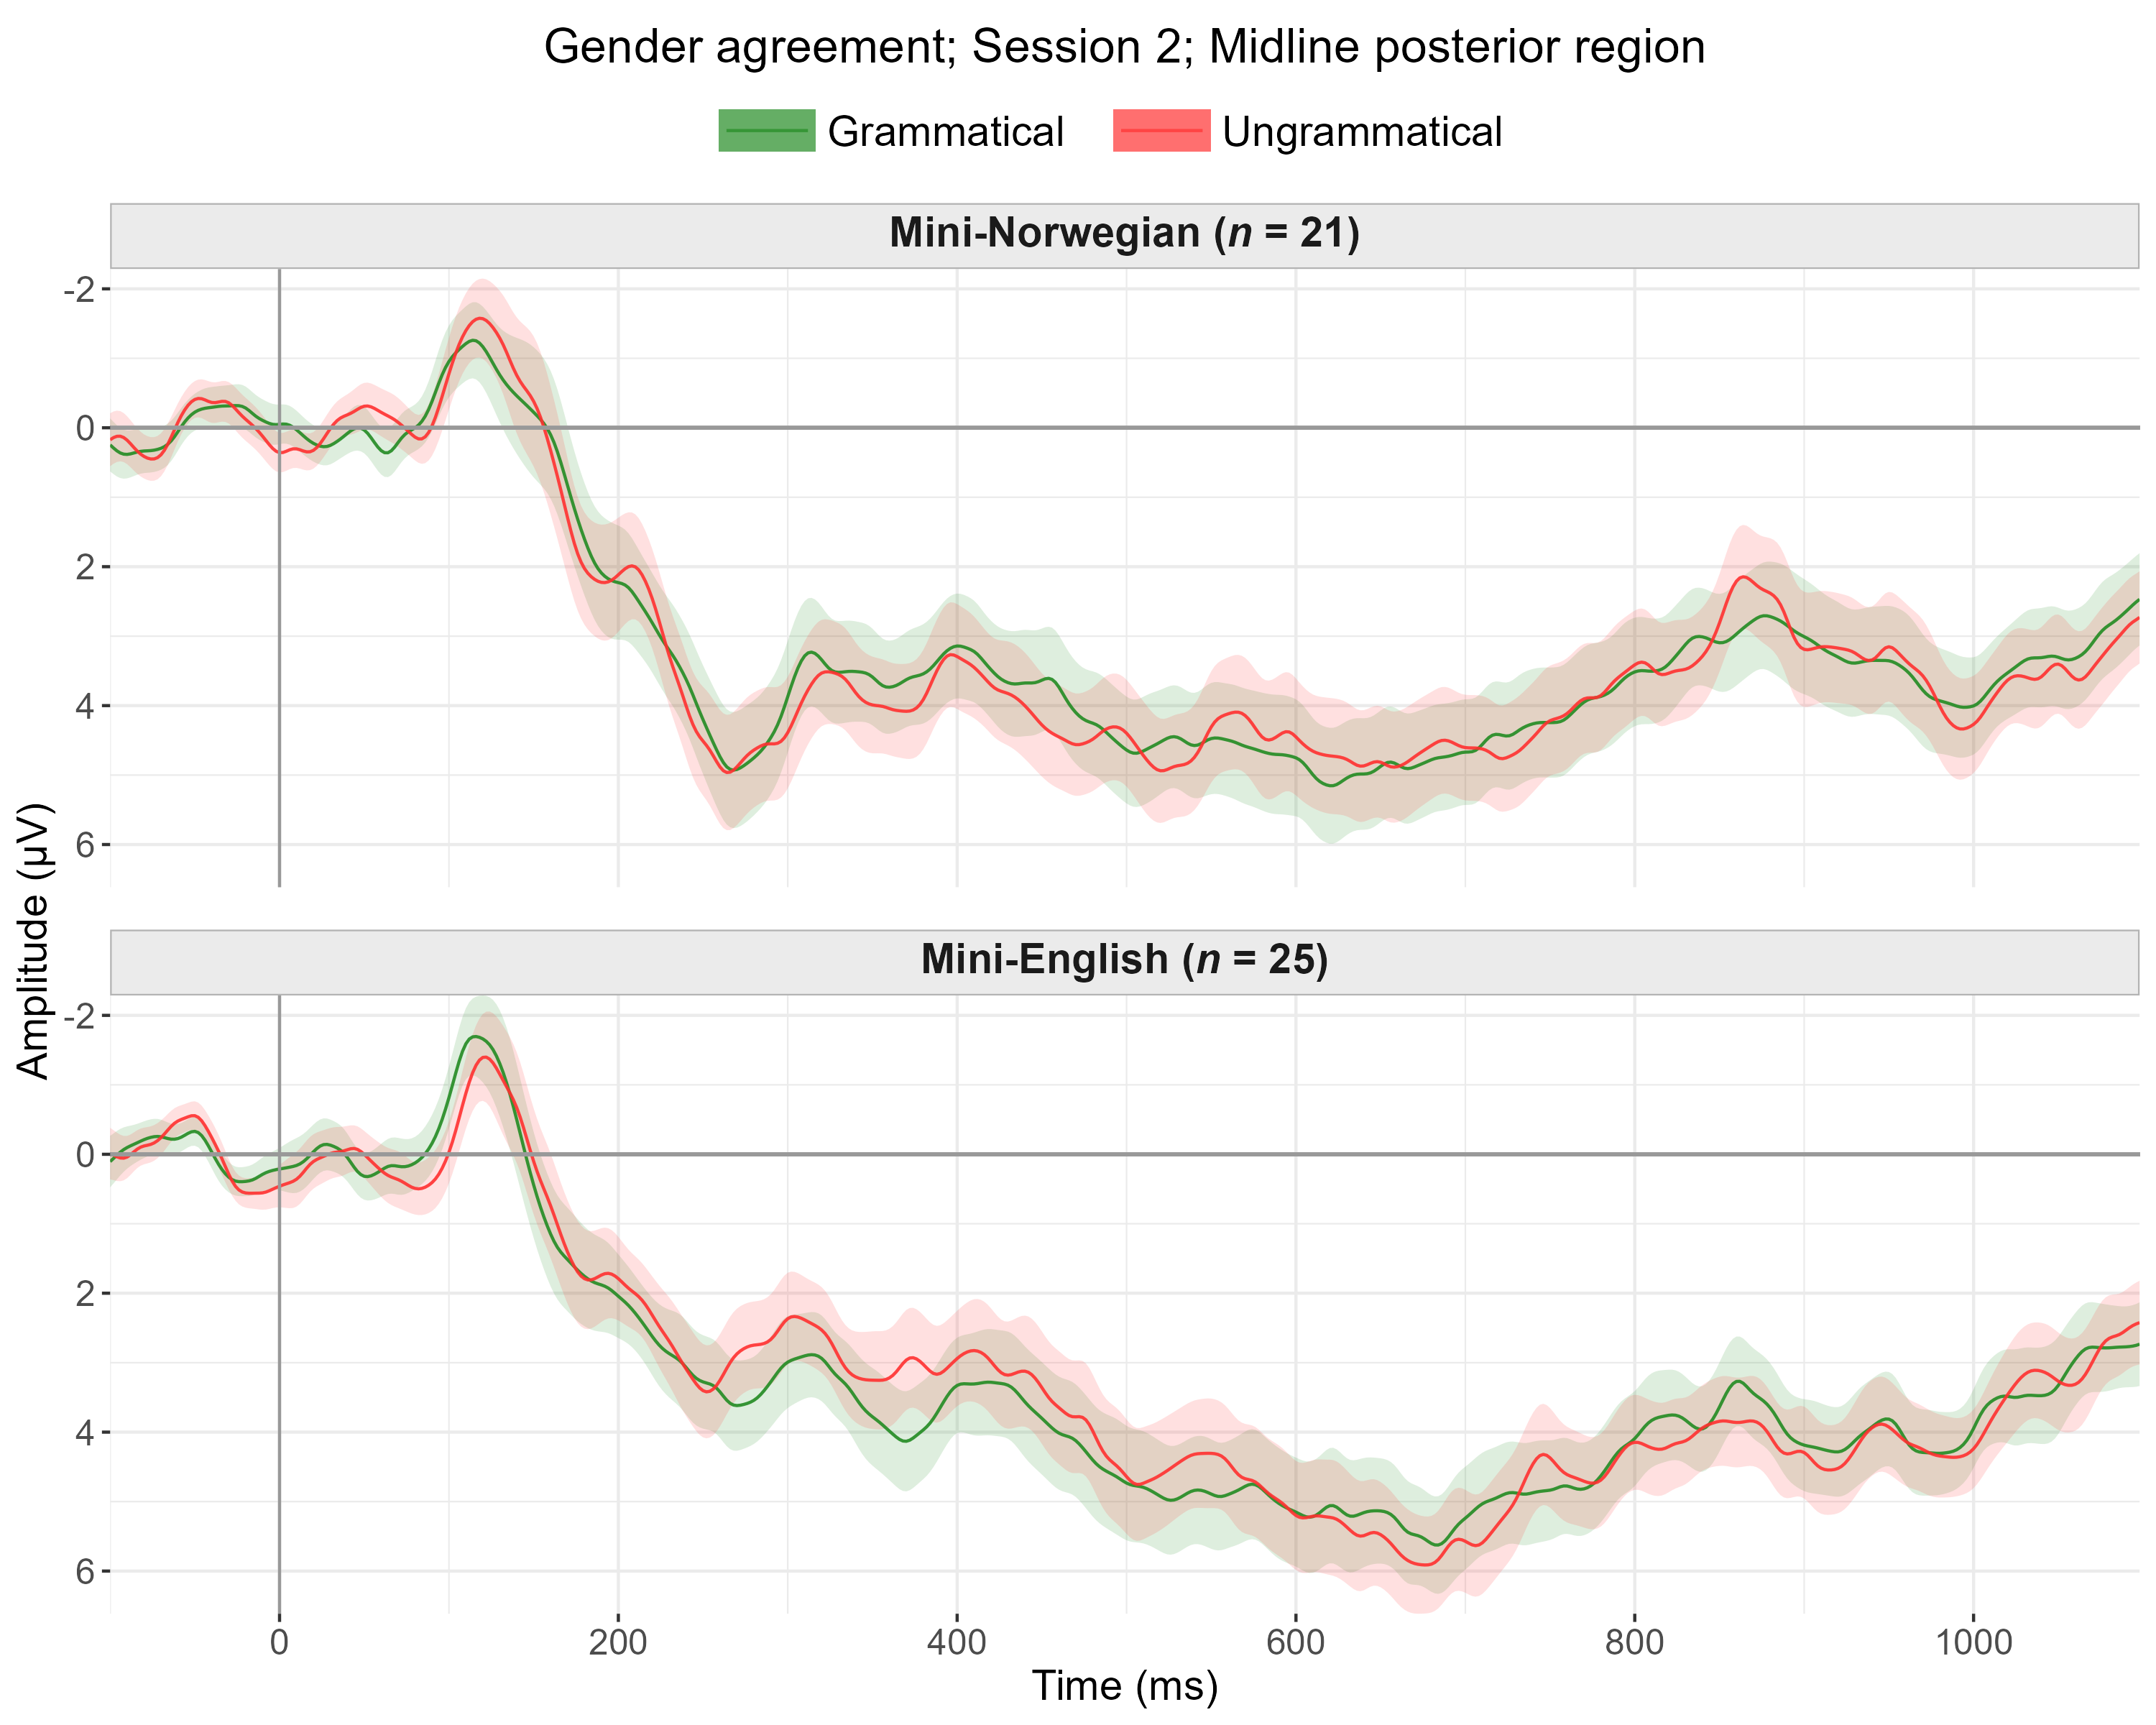 Gender agreement; Session 2; Midline posterior region
Grammatical Ungrammatical
Mini-Norwegian (n = 21)
-2
0
2
4
6
Amplitude (µV)
Mini-English (n = 25)
-2
0
2
4
6
0 200 400 600 800 1000
Time (ms)